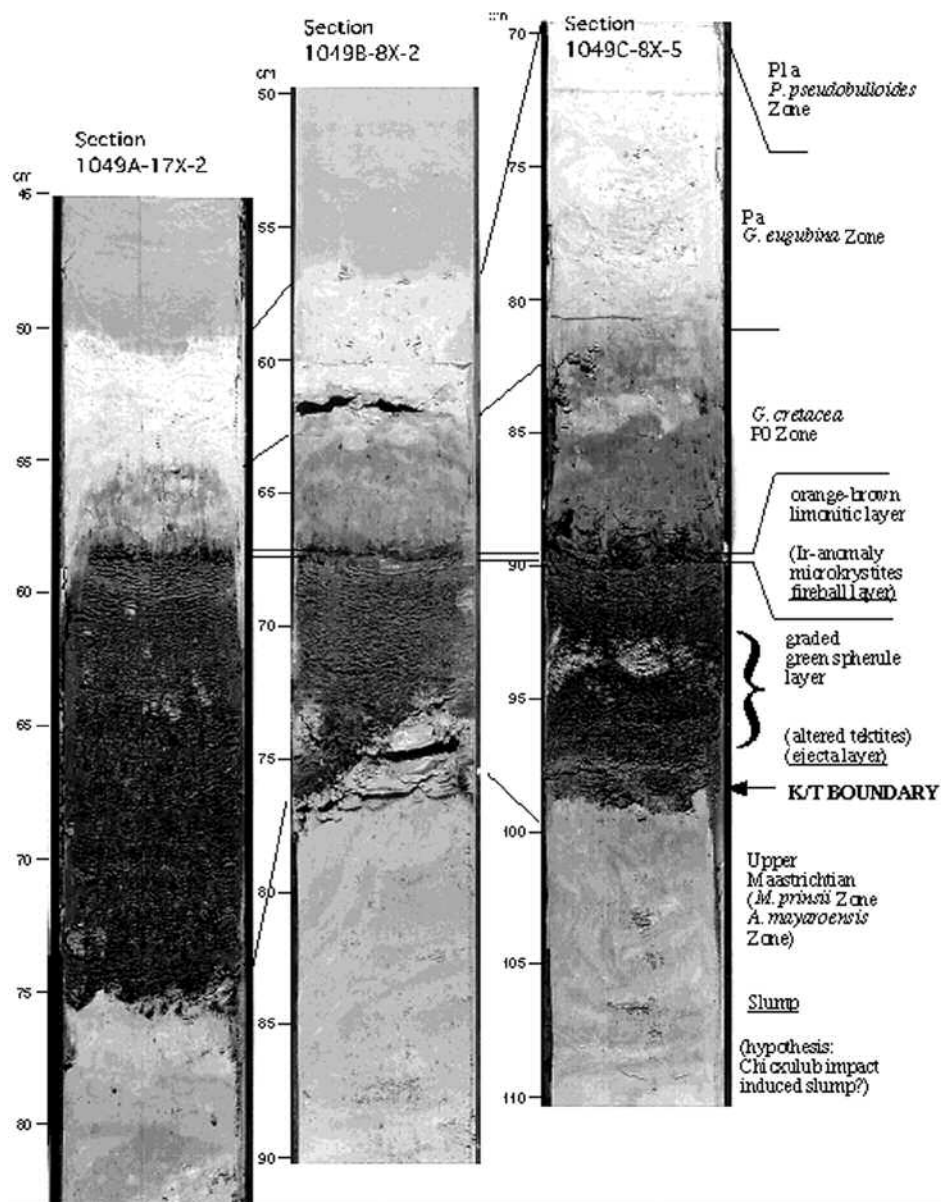 Section
1049A-17X-2
cm
45
50
55
60
65
70
75
80
Section
1049B-8X-2
cm
50
55
60
65
70
75
80
85
90
cm
Section
1049C-8X-5
70
75
80
85
90
95
100
105
110
P1a
P. pseudobulloides
Zone
Pa
G. eugubina Zone
G. cretacea
P0 Zone
orange-brown
limonitic layer
(Ir-anomaly
microkrystites
fireball layer)
graded
green spherule
layer
(altered tektites)
(ejecta layer)
K/T BOUNDARY
Upper
Maastrichtian
(M. prinsii Zone
A. mayaroensis
Zone)
Slump
(hypothesis:
Chicxulub impact
induced slump?)